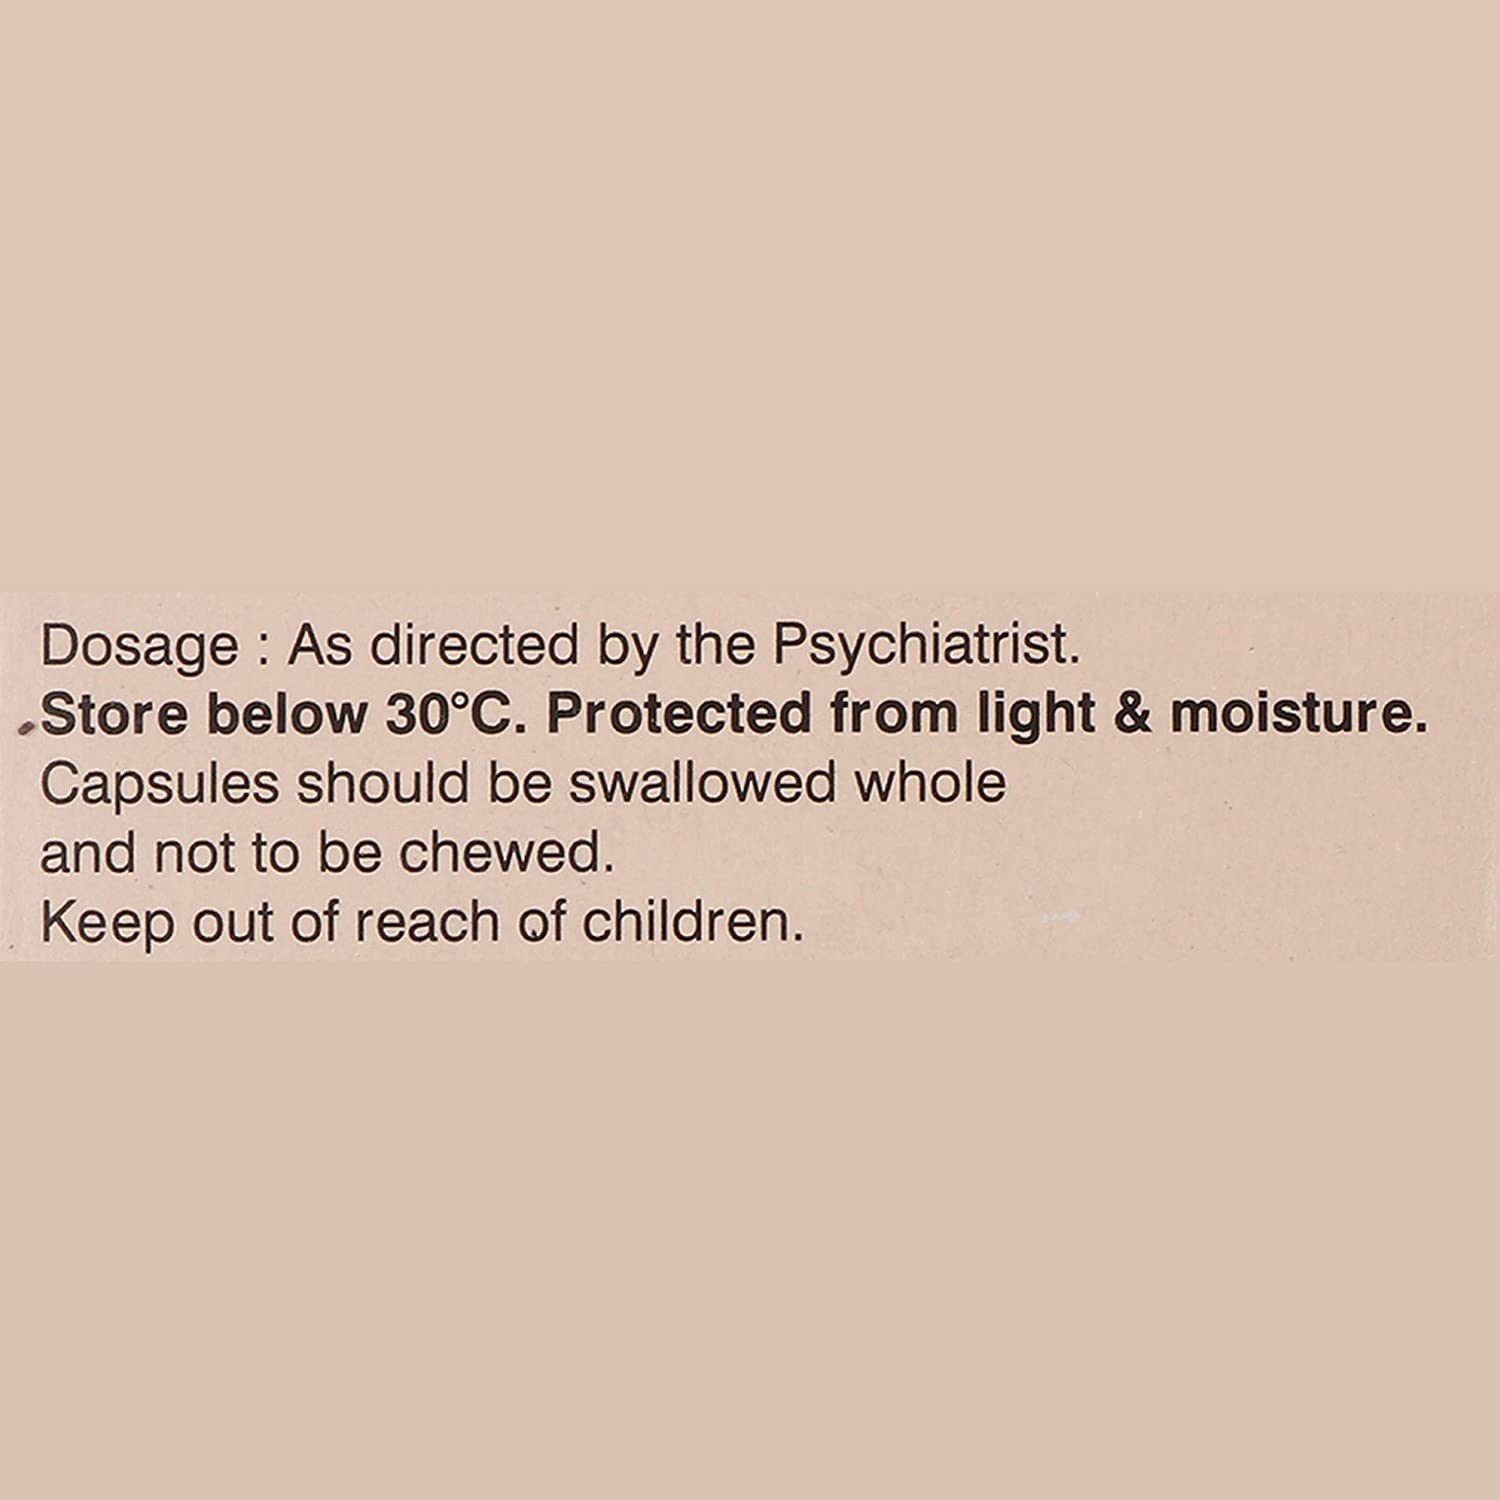 Dosage : As directed by the Psychiatrist.
Store below 30°C. Protected from light & moisture.
Capsules should be swallowed whole
and not to be chewed.
Keep out of reach of children.